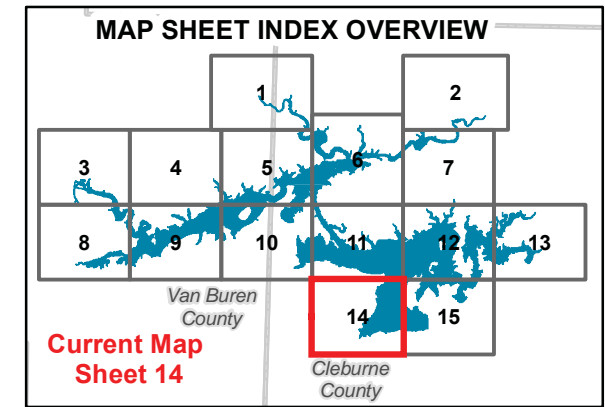 MAP SHEET INDEX OVERVIEW
1
2
3
4
5
6
7
8
9
10
11
12
13
Van Buren
County
14
15
Current Map
Sheet 14
Cleburne
County